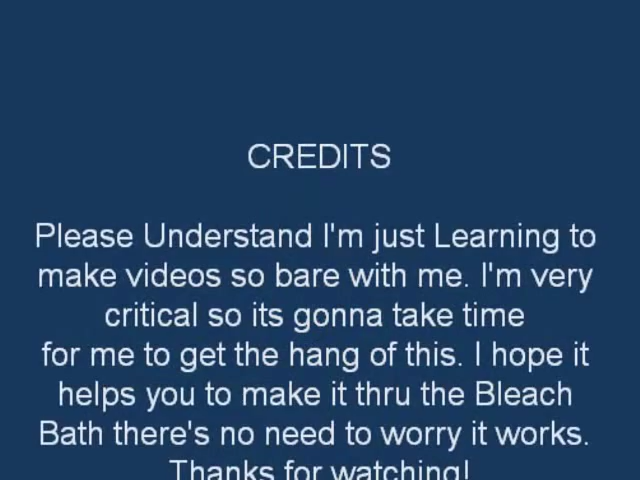 CREDITS
Please Understand I'm just Learning to
make videos so bare with me. I'm very
critical so its gonna take time
for me to get the hang of this. I hope it
helps you to make it thru the Bleach
Bath there's no need to worry it works.
Thanks for watching!